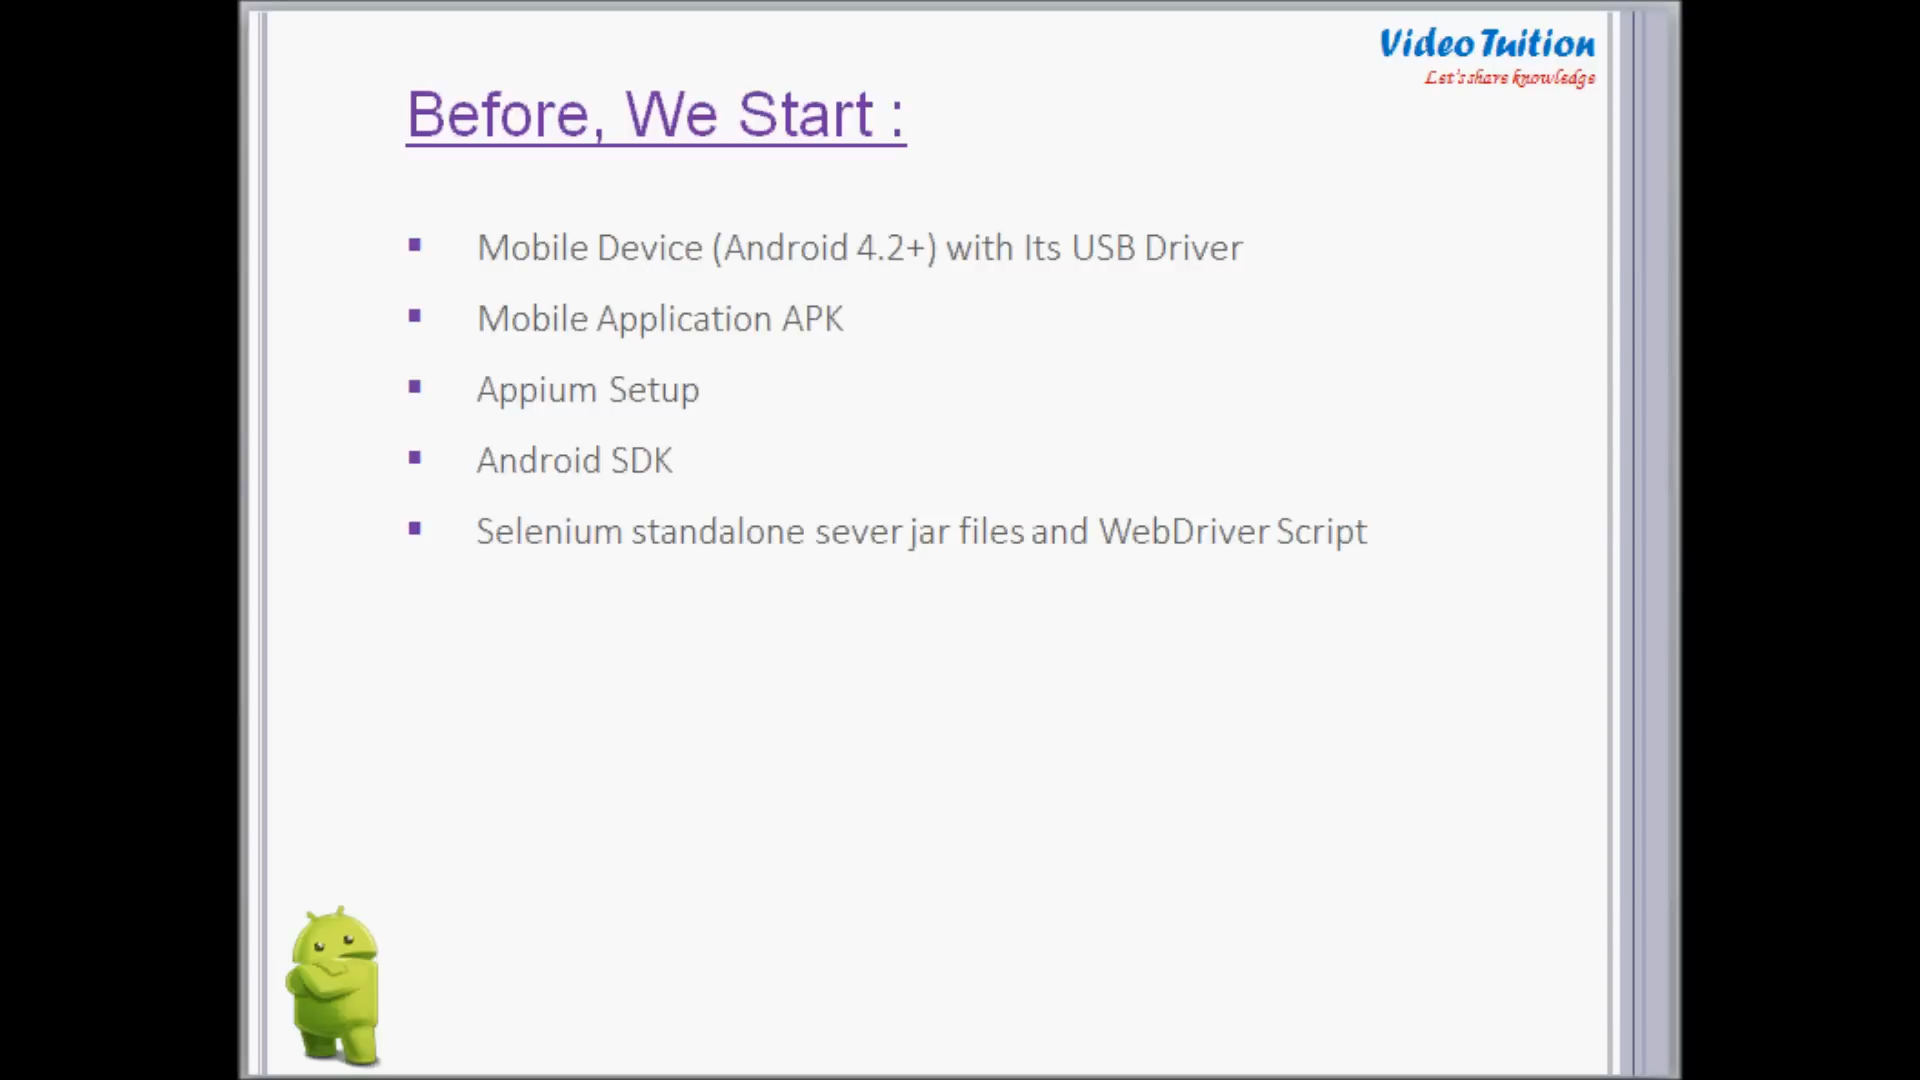 Video Tuition
Let's share knowledge
Before, We Start :
Mobile Device (Android 4.2+) with Its USB Driver
Mobile Application APK
Appium Setup
Android SDK
Selenium standalone sever jar files and WebDriver Script